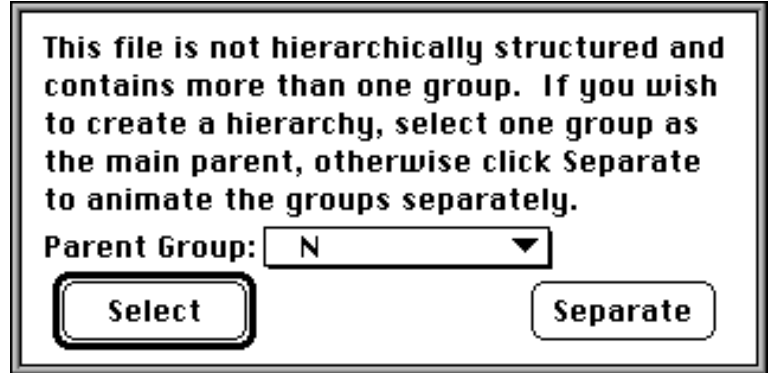 This file is not hierarchically structured and
contains more than one group.  If you wish
to create a hierarchy, select one group as
the main parent, otherwise click Separate
to animate the groups separately.
Parent Group: N
Select Separate